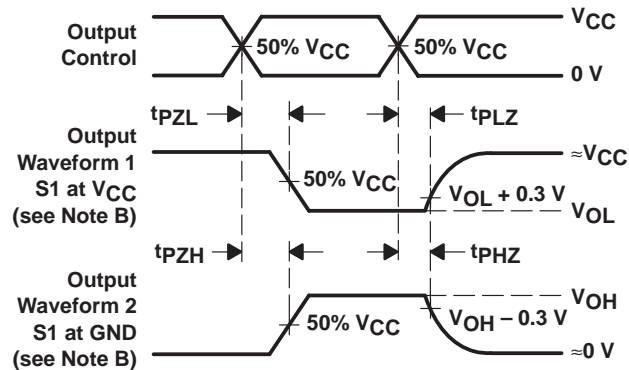 Output
Control
50% VCC
50% VCC
VCC
0 V
tPZL
tPLZ
Output
Waveform 1
S1 at VCC
(see Note B)
50% VCC
≈VCC
VOL + 0.3 V
VOL
tPZH
tPHZ
Output
Waveform 2
S1 at GND
(see Note B)
50% VCC
VOH
VOH – 0.3 V
≈0 V